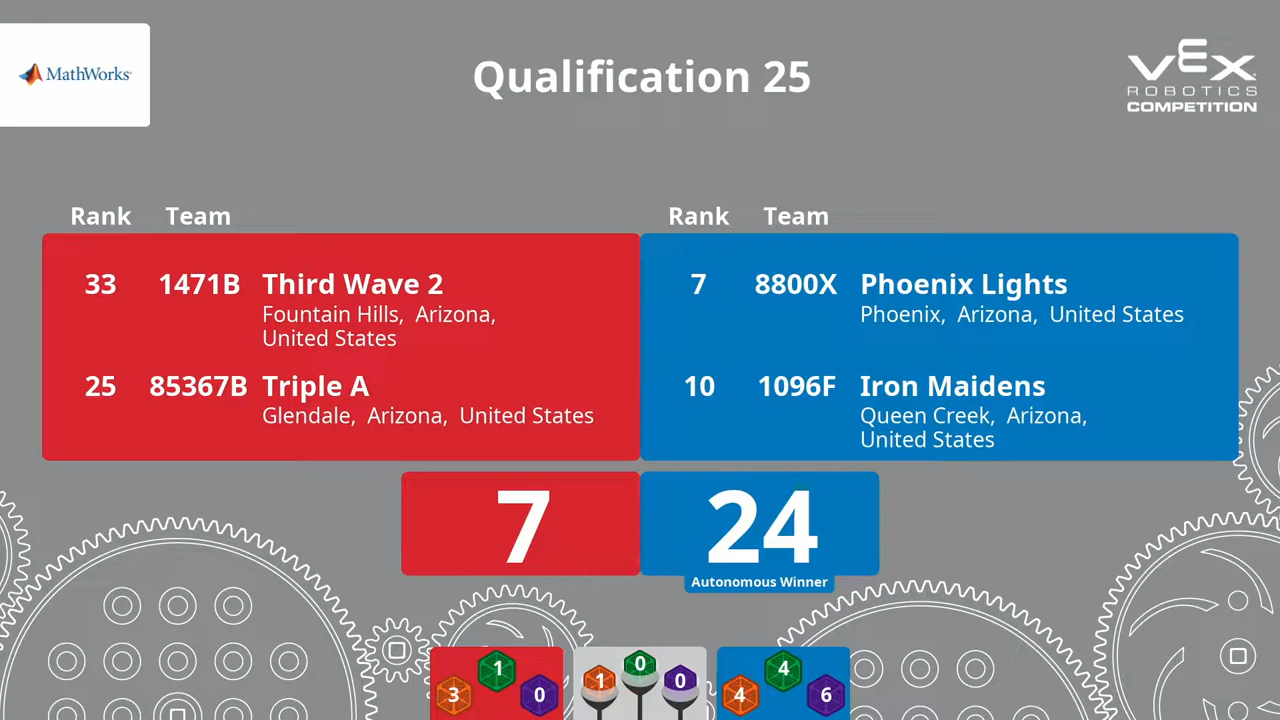 MathWorks
Qualification 25
VEX
ROBOTICS
COMPETITION
Rank Team
33 1471B Third Wave 2
Fountain Hills, Arizona,
United States
25 85367B Triple A
Glendale, Arizona, United States
Rank Team
7 8800X Phoenix Lights
Phoenix, Arizona, United States
10 1096F Iron Maidens
Queen Creek, Arizona,
United States
7
24
Autonomous Winner
1
3 0
0
1 0
4
4 6